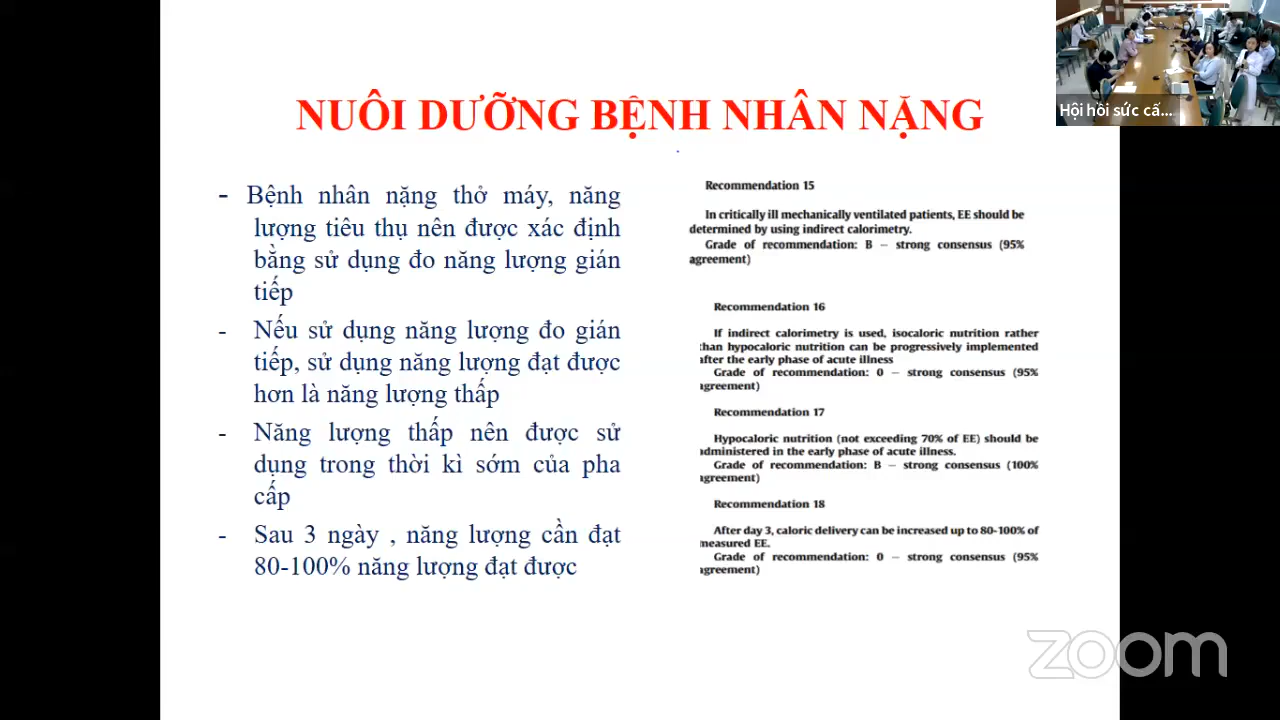 NUÔI DƯỠNG BỆNH NHÂN NẶNG
- Bệnh nhân nặng thở máy, năng
lượng tiêu thụ nên được xác định
bằng sử dụng đo năng lượng gián
tiếp
- Nếu sử dụng năng lượng đo gián
tiếp, sử dụng năng lượng đạt được
hơn là năng lượng thấp
- Năng lượng thấp nên được sử
dụng trong thời kì sớm của pha
cấp
- Sau 3 ngày , năng lượng cần đạt
80-100% năng lượng đạt được
Recommendation 15
In critically ill mechanically ventilated patients, EE should be
determined by using indirect calorimetry.
Grade of recommendation: B – strong consensus (95%
agreement)
Recommendation 16
If indirect calorimetry is used, isocaloric nutrition rather
than hypocaloric nutrition can be progressively implemented
after the early phase of acute illness
Grade of recommendation: 0 – strong consensus (95%
agreement)
Recommendation 17
Hypocaloric nutrition (not exceeding 70% of EE) should be
administered in the early phase of acute illness.
Grade of recommendation: B – strong consensus (100%
agreement)
Recommendation 18
After day 3, caloric delivery can be increased up to 80-100% of
measured EE.
Grade of recommendation: 0 – strong consensus (95%
agreement)
Hội hồi sức cấ...
zoom